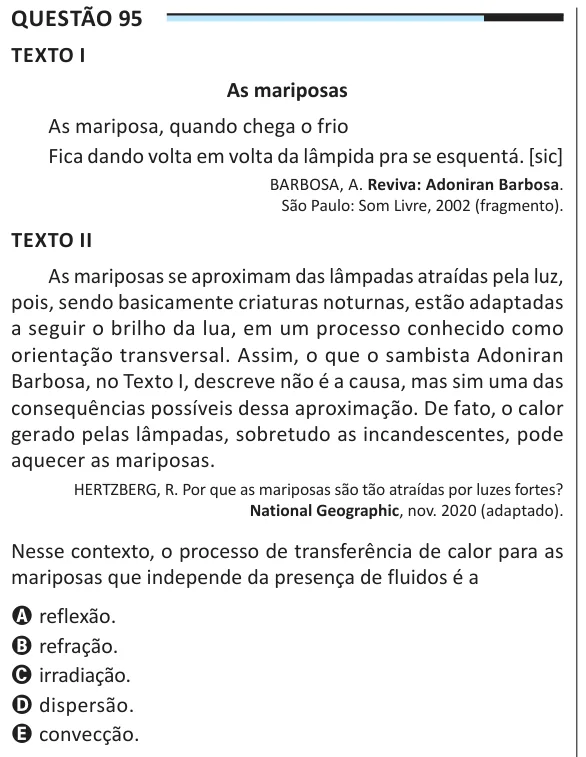 QUESTÃO 95
TEXTO I
As mariposas
As mariposa, quando chega o frio
Fica dando volta em volta da lâmpida pra se esquentá. [sic]
BARBOSA, A. Reviva: Adoniran Barbosa.
São Paulo: Som Livre, 2002 (fragmento).
TEXTO II
As mariposas se aproximam das lâmpadas atraídas pela luz,
pois, sendo basicamente criaturas noturnas, estão adaptadas
a seguir o brilho da lua, em um processo conhecido como
orientação transversal. Assim, o que o sambista Adoniran
Barbosa, no Texto I, descreve não é a causa, mas sim uma das
consequências possíveis dessa aproximação. De fato, o calor
gerado pelas lâmpadas, sobretudo as incandescentes, pode
aquecer as mariposas.
HERTZBERG, R. Por que as mariposas são tão atraídas por luzes fortes?
National Geographic, nov. 2020 (adaptado).
Nesse contexto, o processo de transferência de calor para as
mariposas que independe da presença de fluidos é a
A reflexão.
B refração.
C irradiação.
D dispersão.
E convecção.